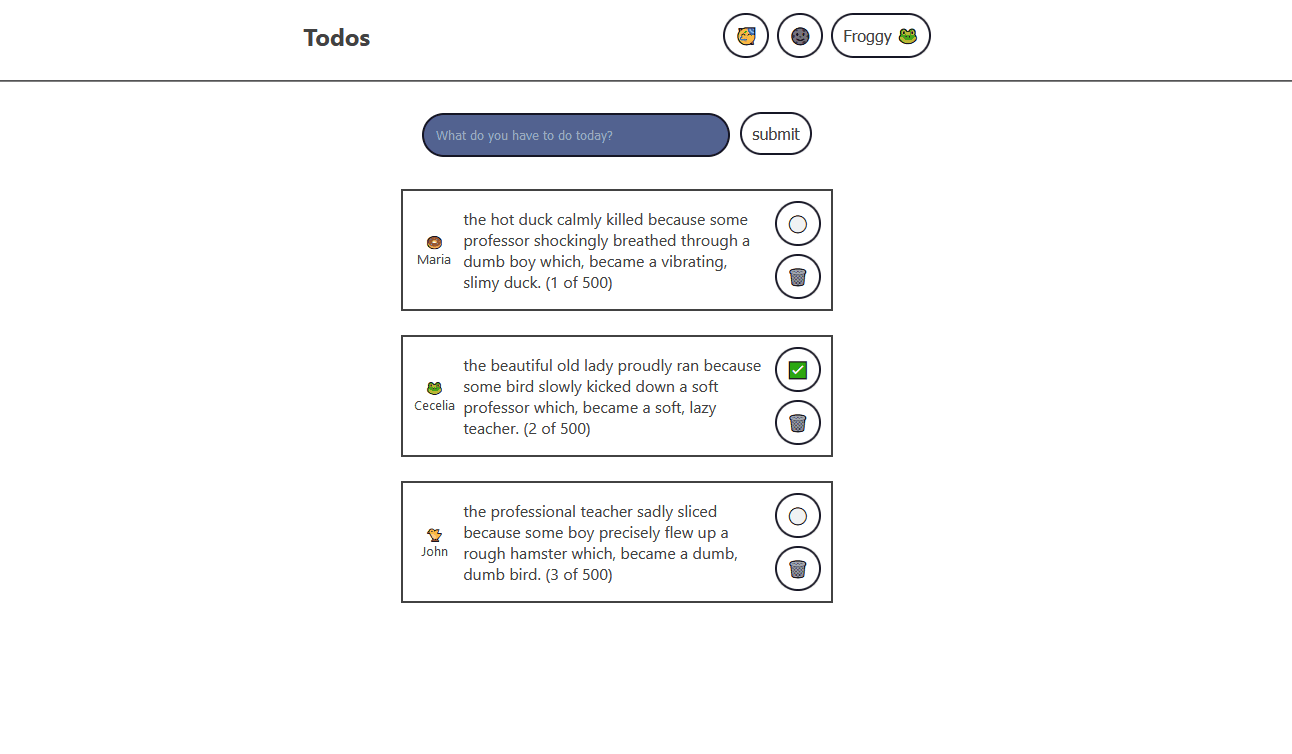 Todos
Froggy
What do you have to do today?
submit
the hot duck calmly killed because some
professor shockingly breathed through a
dumb boy which, became a vibrating,
slimy duck. (1 of 500)
Maria
the beautiful old lady proudly ran because
some bird slowly kicked down a soft
professor which, became a soft, lazy
teacher. (2 of 500)
Cecelia
the professional teacher sadly sliced
because some boy precisely flew up a
rough hamster which, became a dumb,
dumb bird. (3 of 500)
John